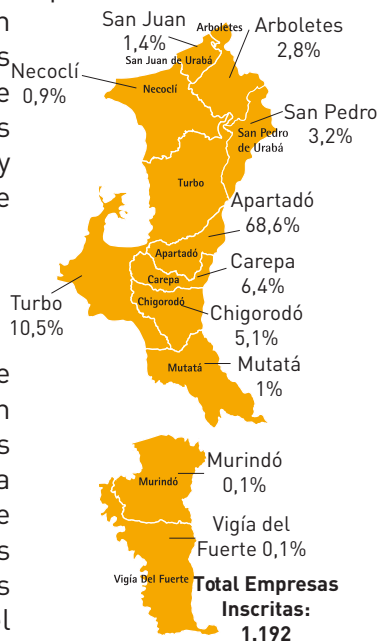 San Juan
1,4%
Arboletes
Arboletes
2,8%
San Juan de Urabá
Necoclí
0,9%
Necoclí
San Pedro
3,2%
San Pedro
de Urabá
Turbo
Apartadó
68,6%
Apartadó
Carepa
6,4%
Carepa
Turbo
10,5%
Chigorodó
Chigorodó
5,1%
Mutatá
Mutatá
1%
Murindó
0,1%
Murindó
Vigía del
Fuerte 0,1%
Vigía Del Fuerte
Total Empresas
Inscritas:
1.192
n
s
e
s
y
e
e
n
s
a
e
s
s
l